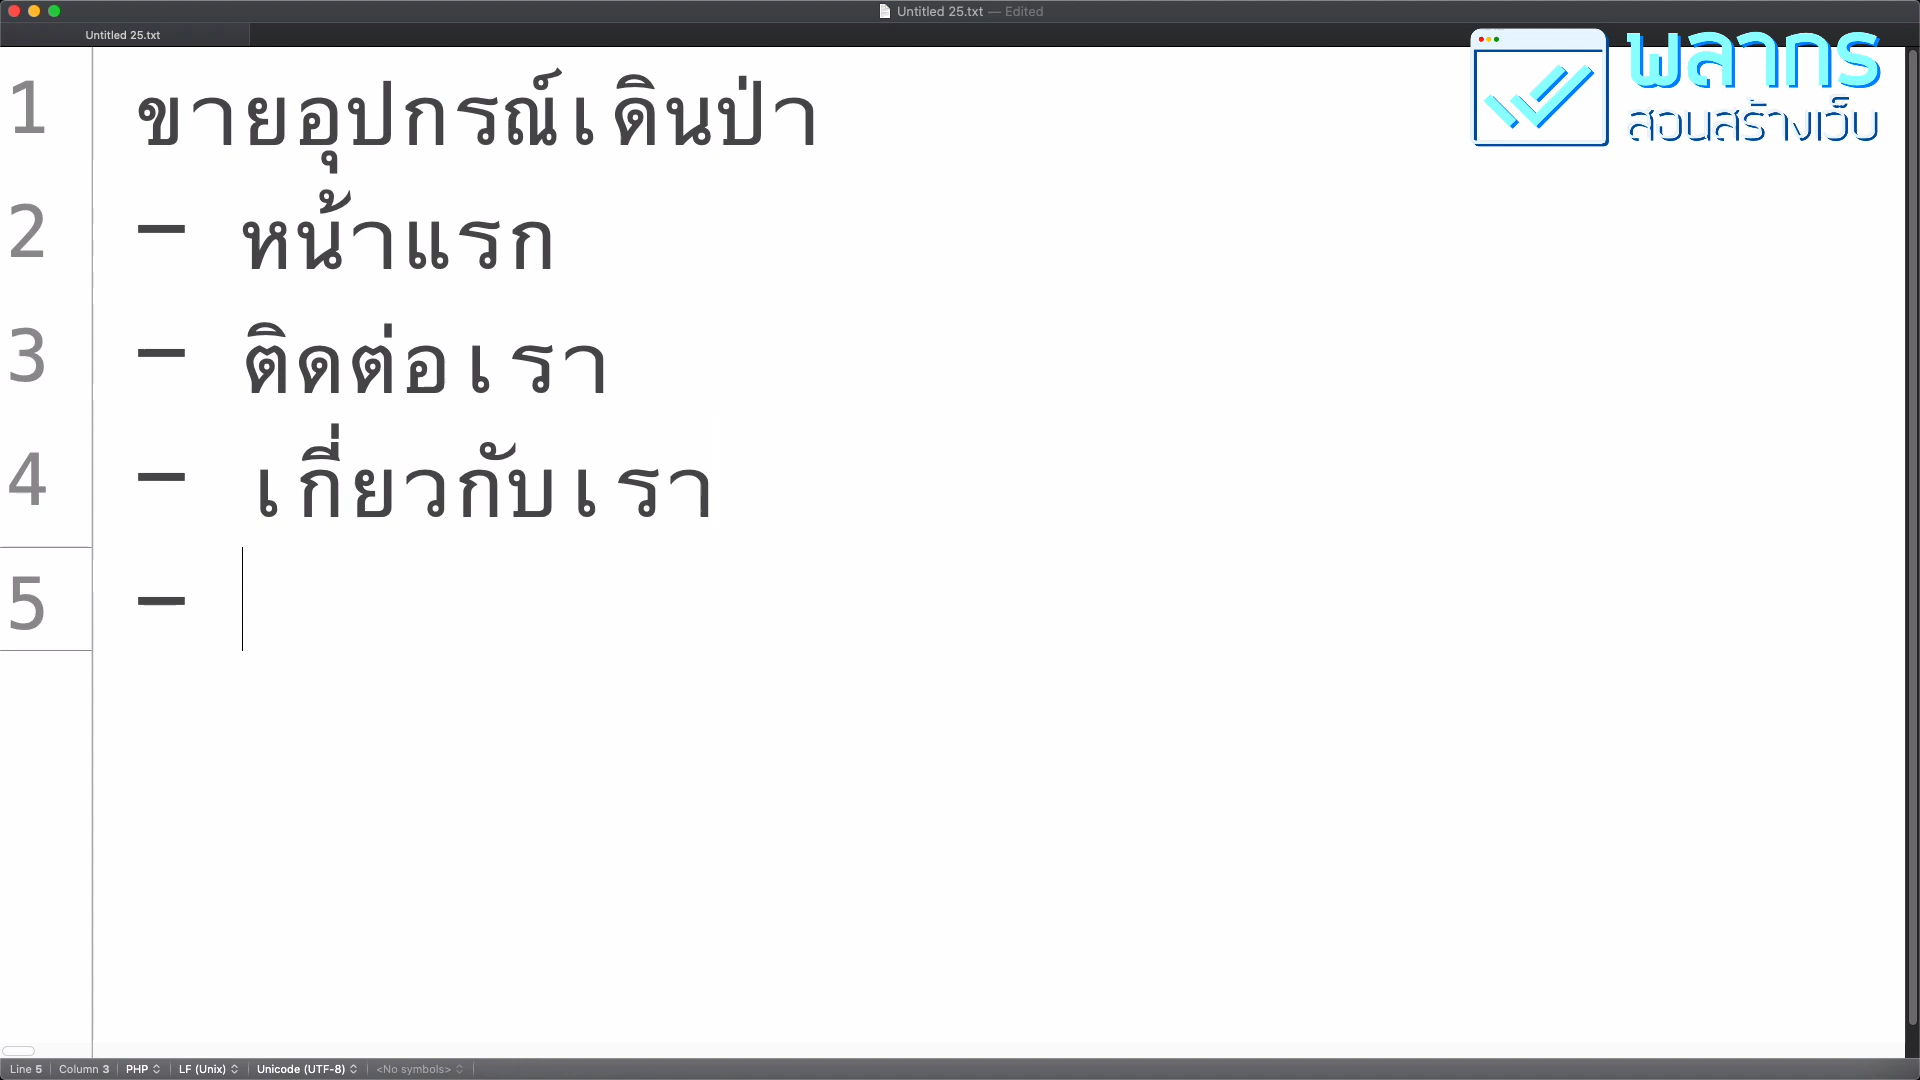 Untitled 25.txt — Edited
Untitled 25.txt
พลากร
สอนสร้างเว็บ
1 ขายอุปกรณ์เดินป่า
2 - หน้าแรก
3 - ติดต่อเรา
4 - เกี่ยวกับเรา
5 -
Line 5 Column 3 PHP LF (Unix) Unicode (UTF-8) <No symbols>